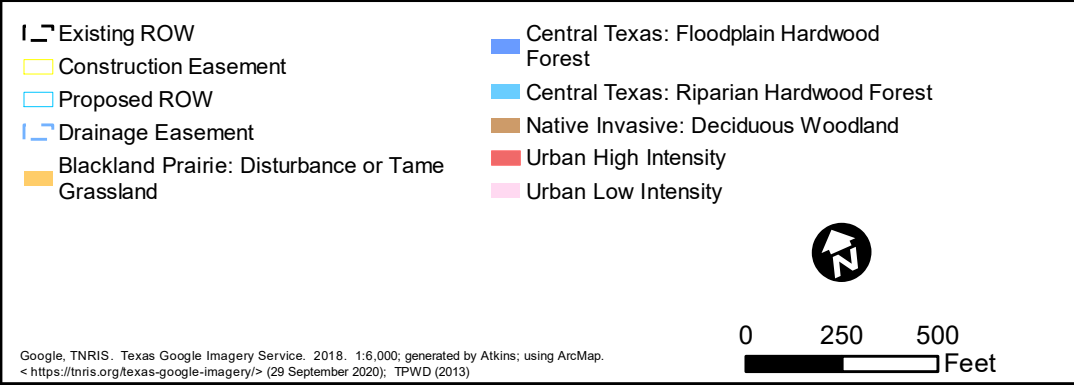 Existing ROW
Construction Easement
Proposed ROW
Drainage Easement
Blackland Prairie: Disturbance or Tame
Grassland
Central Texas: Floodplain Hardwood
Forest
Central Texas: Riparian Hardwood Forest
Native Invasive: Deciduous Woodland
Urban High Intensity
Urban Low Intensity
N
0 250 500
Feet
Google, TNRIS. Texas Google Imagery Service. 2018. 1:6,000; generated by Atkins; using ArcMap.
< https://tnris.org/texas-google-imagery/> (29 September 2020); TPWD (2013)